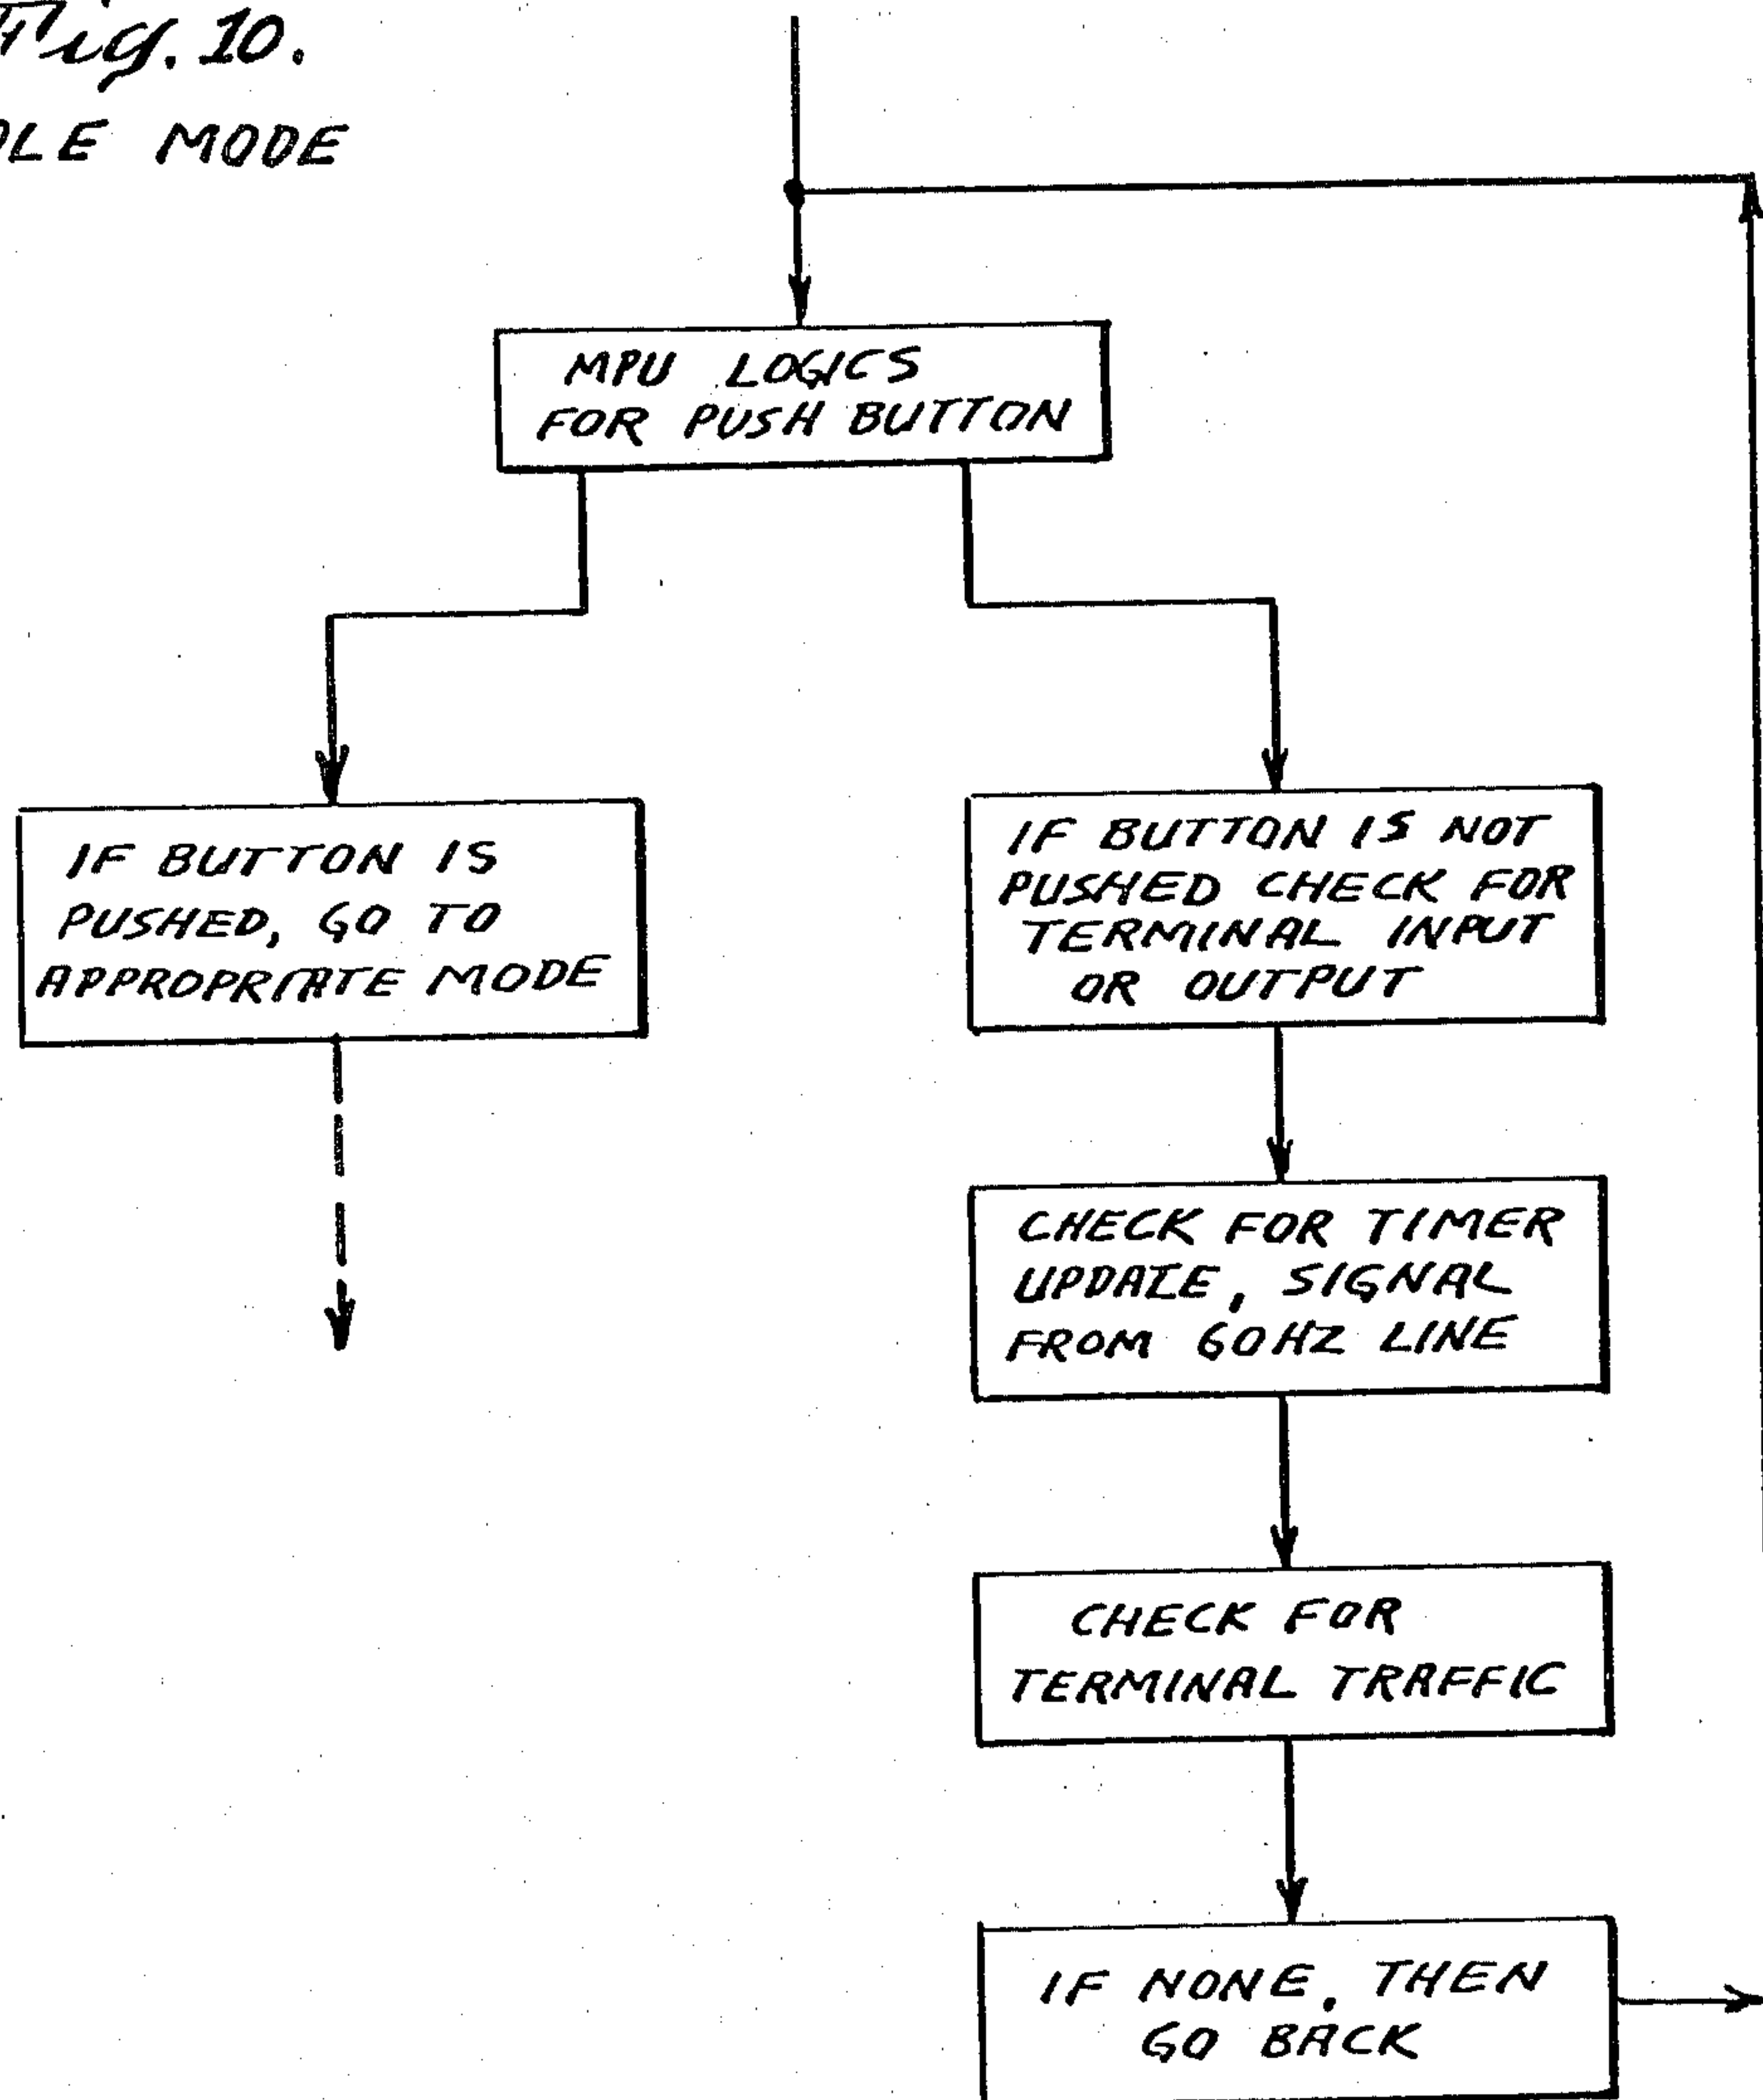 Fig. 10.
DLE MODE
MPU LOGICS
FOR PUSH BUTTON
IF BUTTON IS
PUSHED, GO TO
APPROPRIATE MODE
IF BUTTON IS NOT
PUSHED CHECK FOR
TERMINAL INPUT
OR OUTPUT
CHECK FOR TIMER
UPDATE, SIGNAL
FROM 60HZ LINE
CHECK FOR
TERMINAL TRAFFIC
IF NONE, THEN
GO BACK